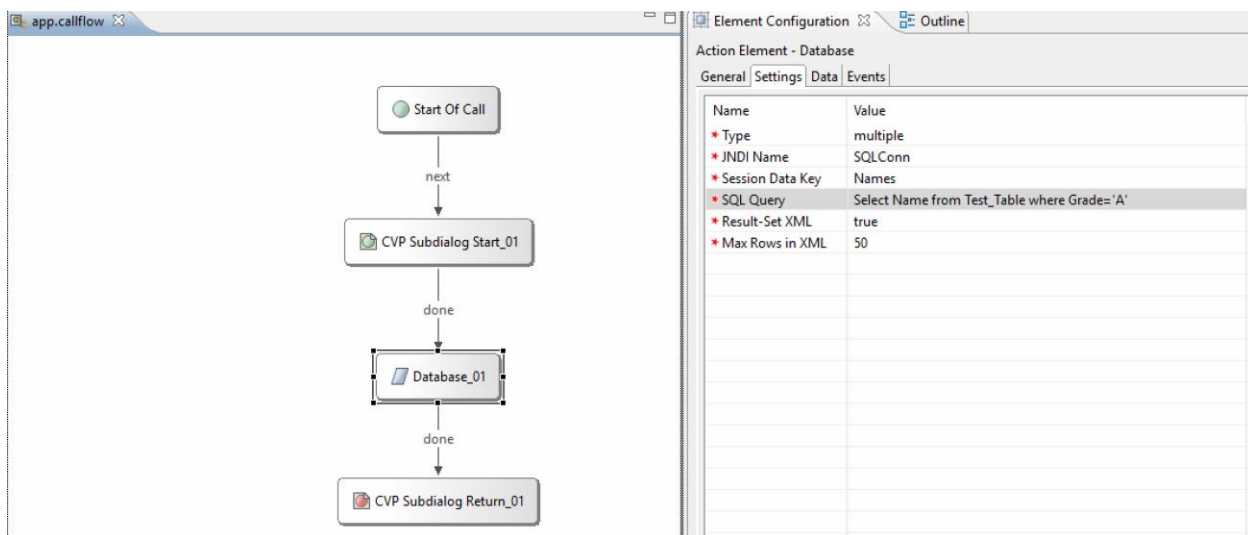 app.callflow
Start Of Call
next
CVP Subdialog Start_01
done
Database_01
done
CVP Subdialog Return_01
Element Configuration Outline
Action Element - Database
General Settings Data Events
Name Value
* Type multiple
* JNDI Name SQLConn
* Session Data Key Names
* SQL Query Select Name from Test_Table where Grade='A'
* Result-Set XML true
* Max Rows in XML 50